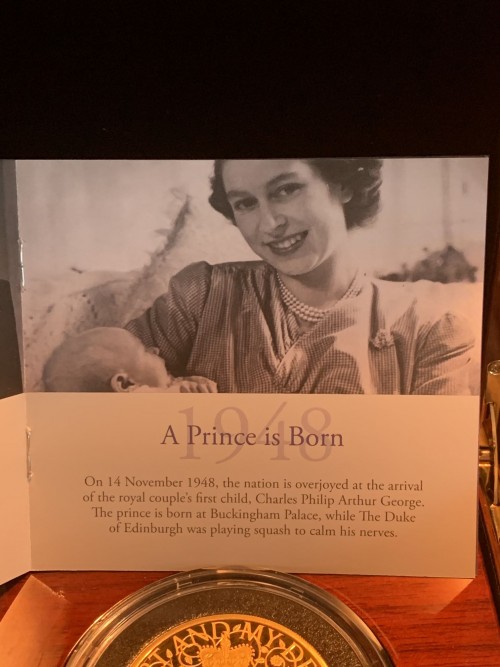 1948
A Prince is Born
On 14 November 1948, the nation is overjoyed at the arrival
of the royal couple's first child, Charles Philip Arthur George.
The prince is born at Buckingham Palace, while The Duke
of Edinburgh was playing squash to calm his nerves.
AND MY